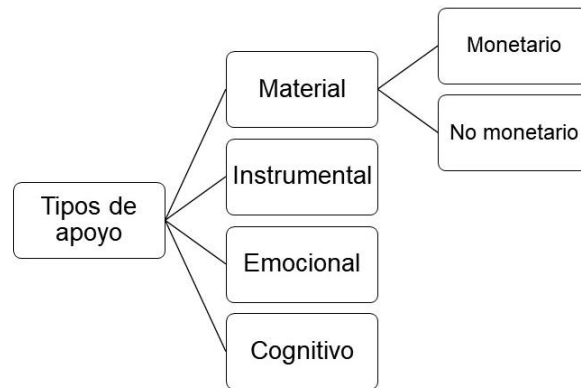 Tipos de
apoyo
Material
Monetario
No monetario
Instrumental
Emocional
Cognitivo